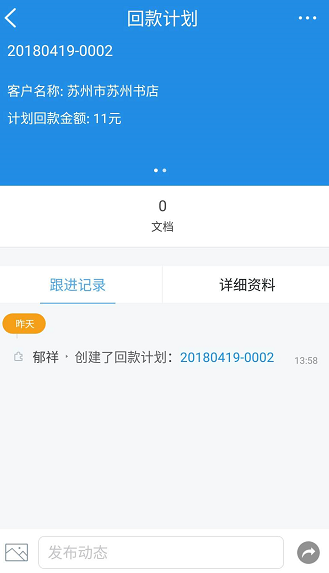 回款计划
20180419-0002
客户名称: 苏州市苏州书店
计划回款金额: 11元
0
文档
跟进记录
详细资料
昨天
郁祥 · 创建了回款计划：20180419-0002
13:58
发布动态